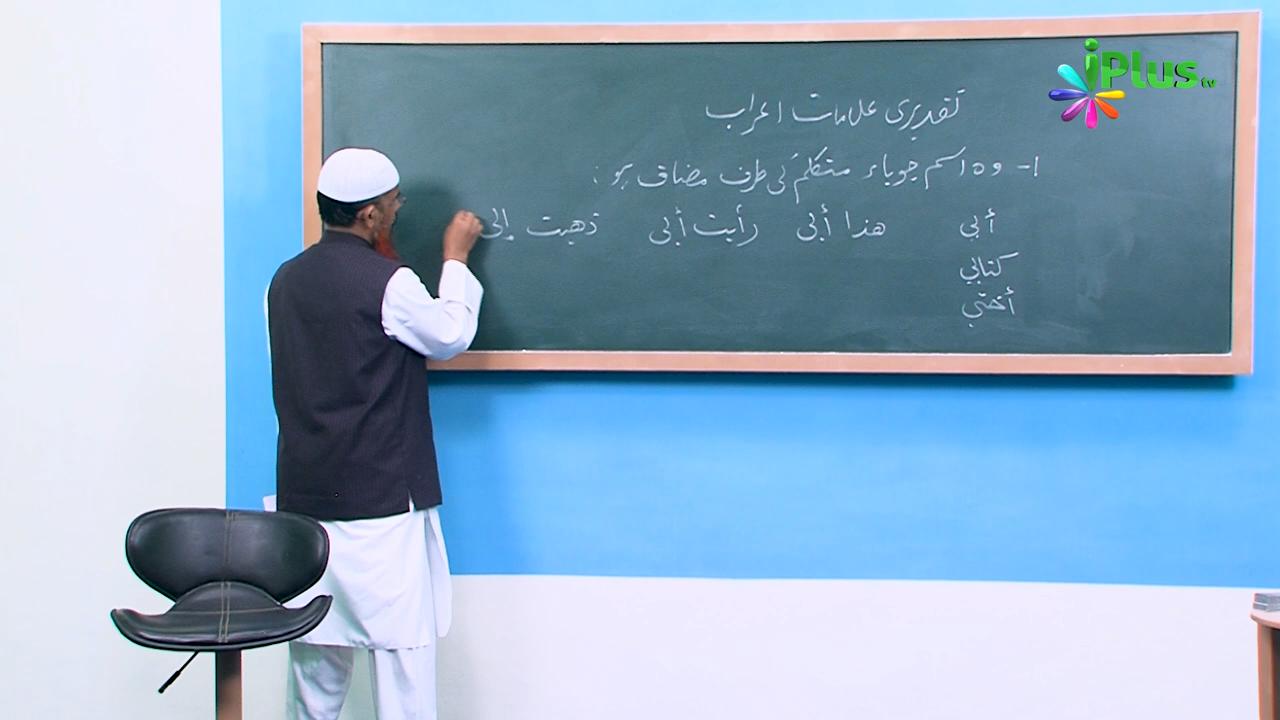 iPlus tv
تقدیری علامات اعراب
۱- وہ اسم جو یاء متکلم کی طرف مضاف ہو :
أبي هذا أبي رأيت أبي ذهبت إلى
كتابي
أختي